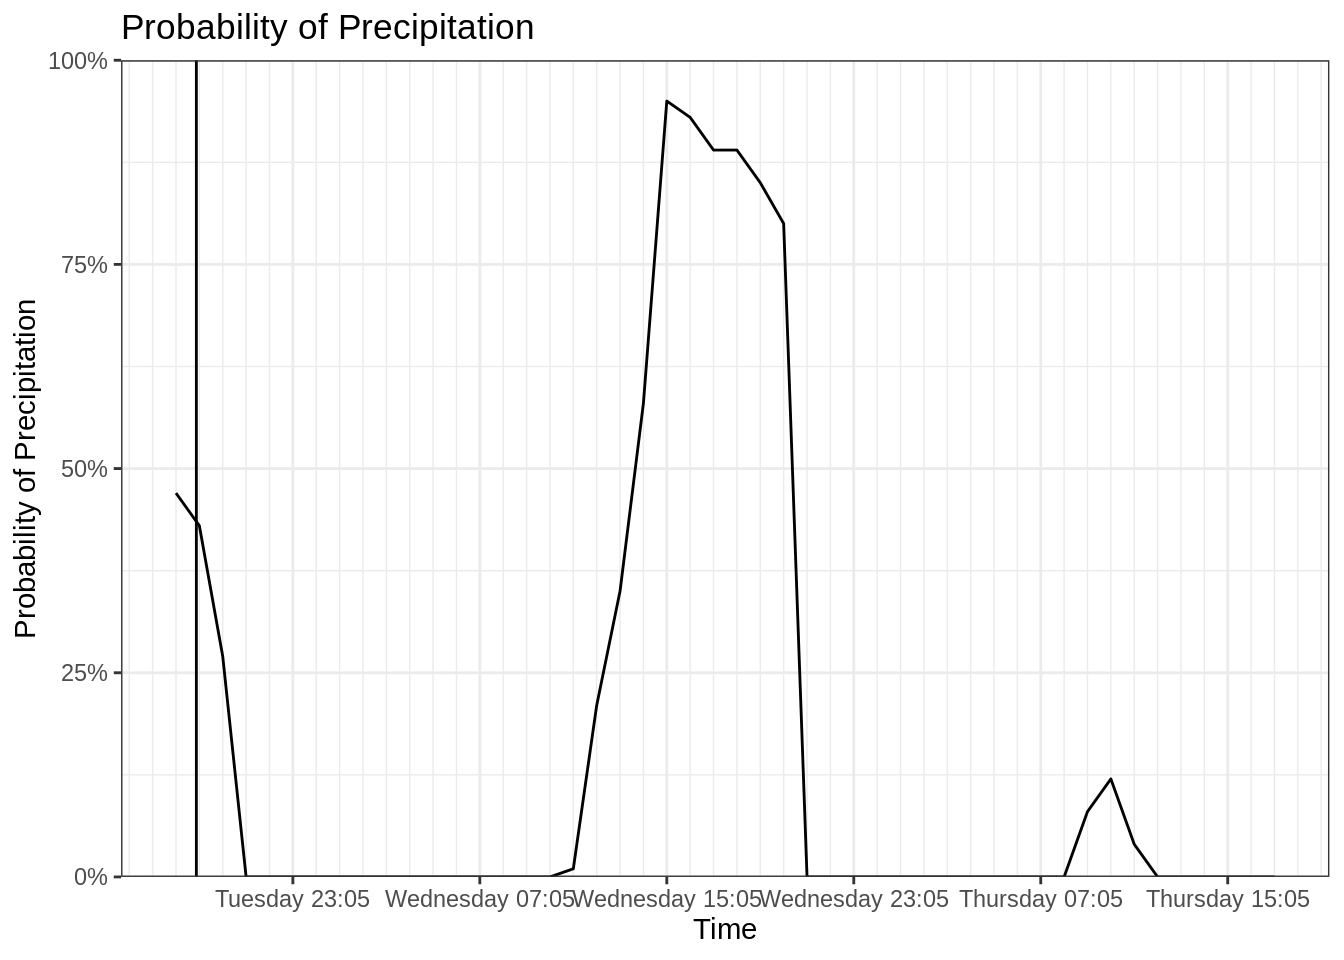 Probability of Precipitation
100%
75%
50%
25%
0%
Probability of Precipitation
Tuesday 23:05 Wednesday 07:05 Wednesday 15:05 Wednesday 23:05 Thursday 07:05 Thursday 15:05
Time